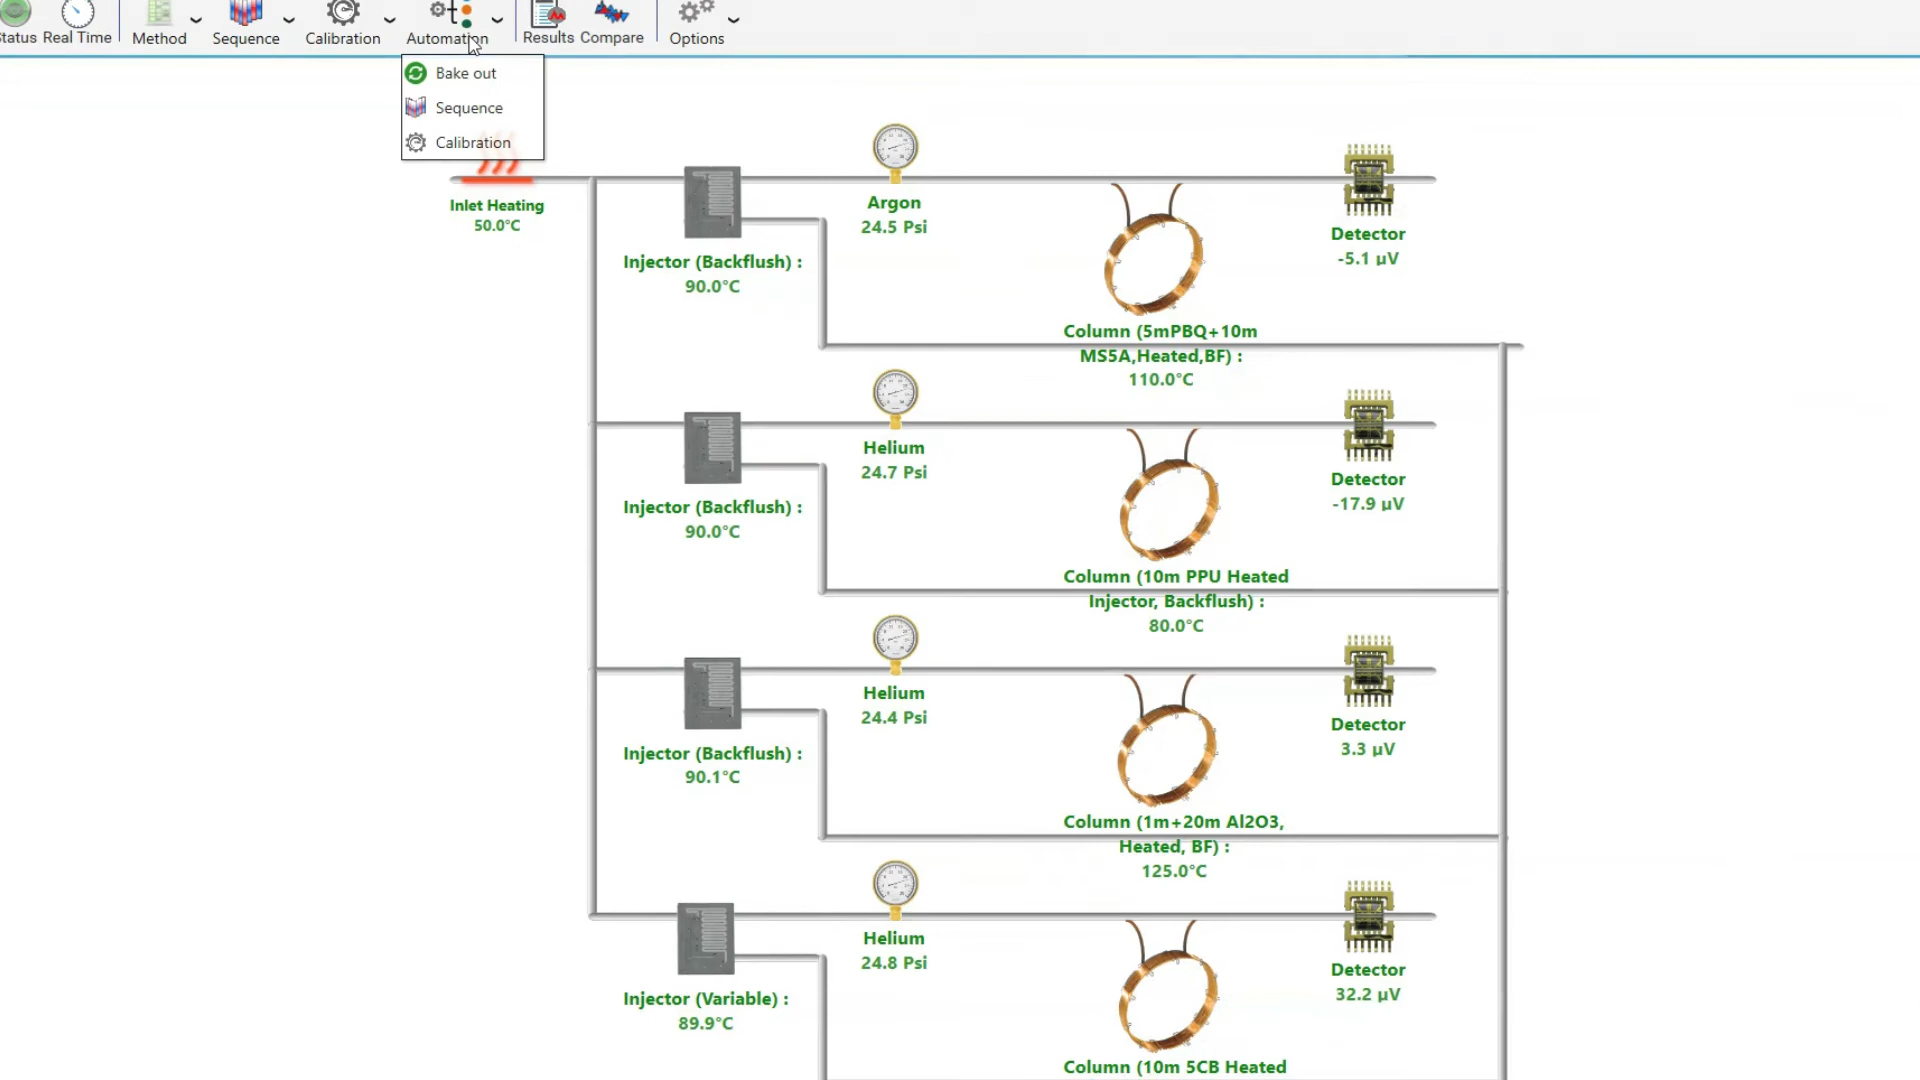 Status Real Time Method Sequence Calibration Automation Results Compare Options
Bake out
Sequence
Calibration
Inlet Heating
50.0°C
Injector (Backflush) :
90.0°C
Argon
24.5 Psi
Column (5mPBQ+10m
MS5A,Heated,BF) :
110.0°C
Detector
-5.1 µV
Injector (Backflush) :
90.0°C
Helium
24.7 Psi
Column (10m PPU Heated
Injector, Backflush) :
80.0°C
Detector
-17.9 µV
Injector (Backflush) :
90.1°C
Helium
24.4 Psi
Column (1m+20m Al2O3,
Heated, BF) :
125.0°C
Detector
3.3 µV
Injector (Variable) :
89.9°C
Helium
24.8 Psi
Column (10m 5CB Heated
Detector
32.2 µV